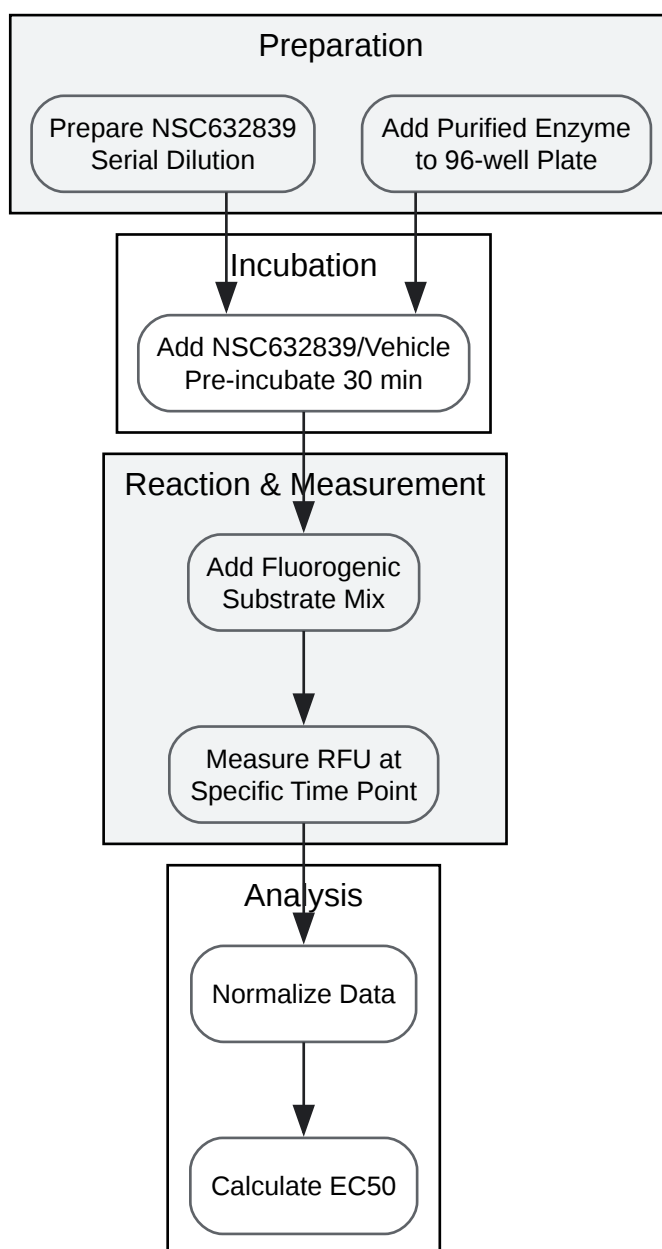 Preparation
Prepare NSC632839
Serial Dilution
Add Purified Enzyme
to 96-well Plate
Incubation
Add NSC632839/Vehicle
Pre-incubate 30 min
Reaction & Measurement
Add Fluorogenic
Substrate Mix
Measure RFU at
Specific Time Point
Analysis
Normalize Data
Calculate EC50